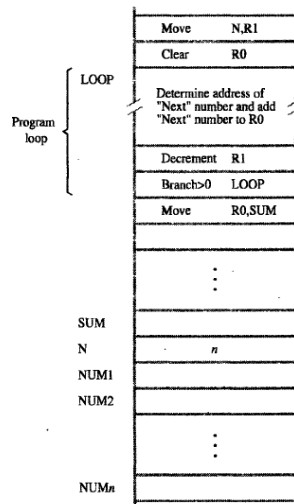 Move N,R1
Clear R0
LOOP
Determine address of
"Next" number and add
"Next" number to R0
Program
loop
Decrement R1
Branch>0 LOOP
Move R0,SUM
SUM
N n
NUM1
NUM2
NUMn